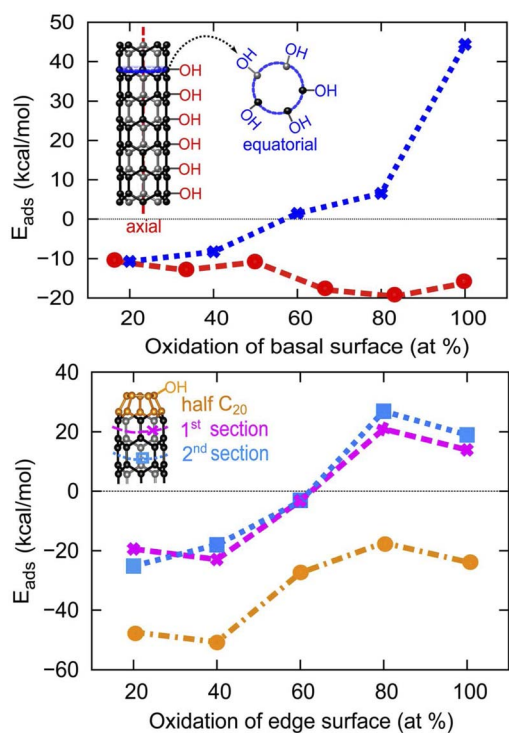 50
40
30
20
10
0
−10
−20
E_ads (kcal/mol)
OH
OH
OH
OH
OH
OH
axial
OH
OH
OH
OH
OH
equatorial
20 40 60 80 100
Oxidation of basal surface (at %)
40
20
0
−20
−40
−60
E_ads (kcal/mol)
OH
half C₂₀
1ˢᵗ section
2ⁿᵈ section
20 40 60 80 100
Oxidation of edge surface (at %)